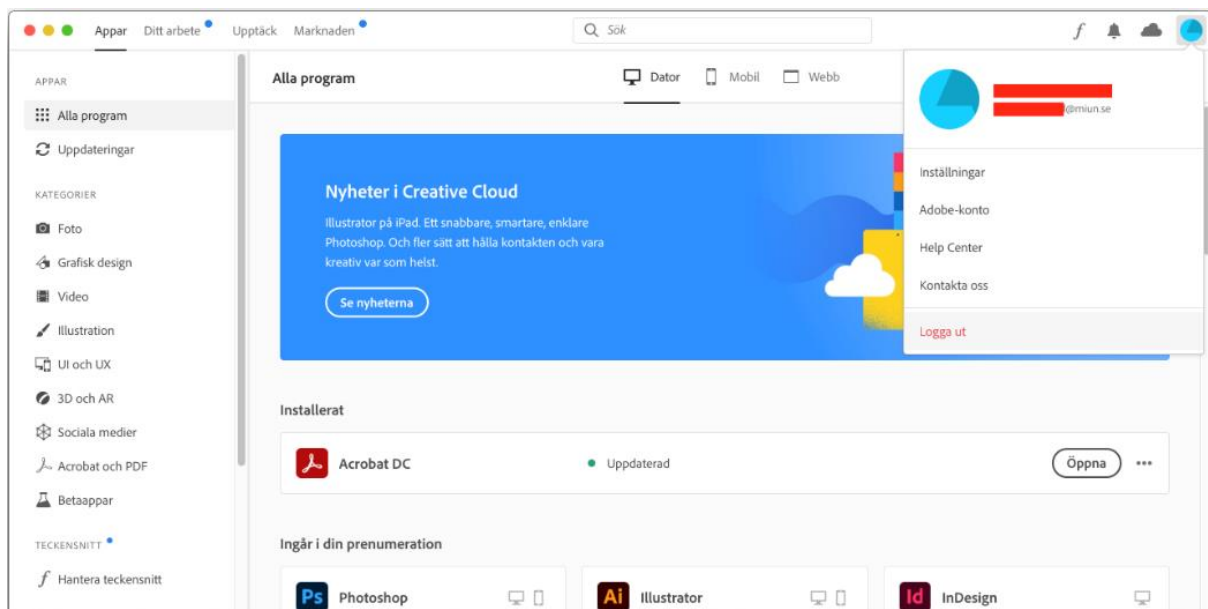 Appar Ditt arbete Upptäck Marknaden Sök
APPAR
Alla program
Uppdateringar
KATEGORIER
Foto
Grafisk design
Video
Illustration
UI och UX
3D och AR
Sociala medier
Acrobat och PDF
Betaappar
TECKENSNITT
Hantera teckensnitt
Alla program Dator Mobil Webb
Nyheter i Creative Cloud
Illustrator på iPad. Ett snabbare, smartare, enklare
Photoshop. Och fler sätt att hålla kontakten och vara
kreativ var som helst.
Se nyheterna
Installerat
Acrobat DC Uppdaterad Öppna
Ingår i din prenumeration
Ps Photoshop Ai Illustrator Id InDesign
@miun.se
Inställningar
Adobe-konto
Help Center
Kontakta oss
Logga ut